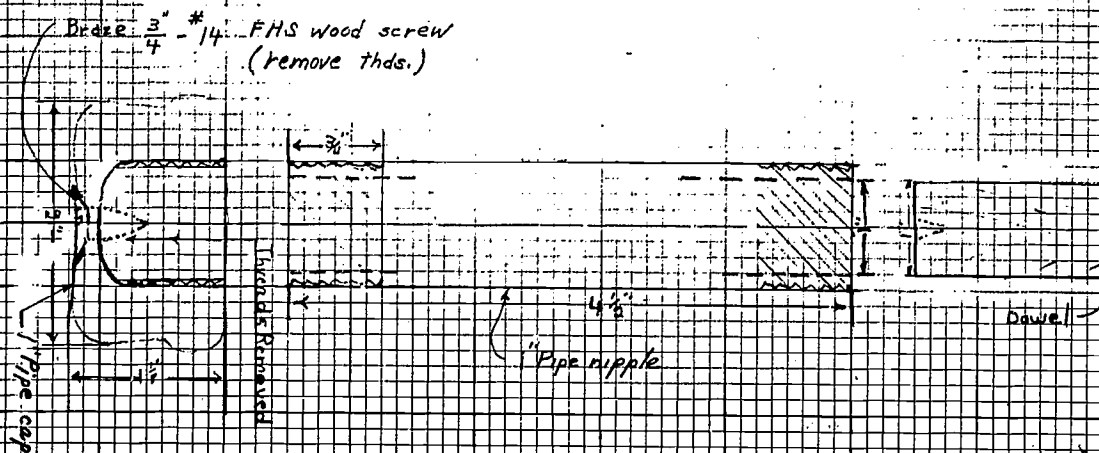 Braze 3/4" - #14 FHS wood screw
(remove thds.)
3/4"
2"
1"
1"
Threads Removed
4 1/2"
Dowel
1" Pipe nipple
1" Pipe cap